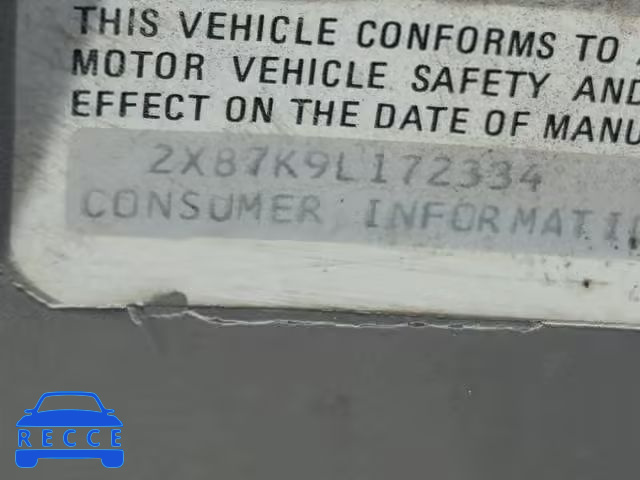 THIS VEHICLE CONFORMS TO
MOTOR VEHICLE SAFETY AND
EFFECT ON THE DATE OF MANU
2X87K9L172334
CONSUMER INFORMATI
RECCE